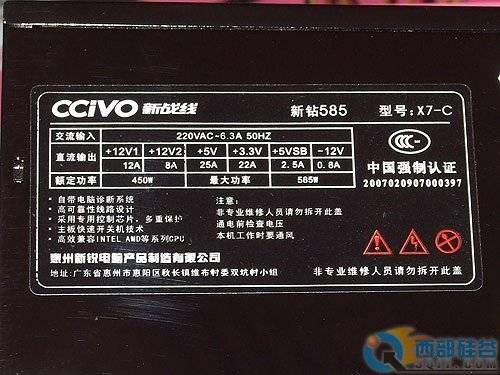 CCiVO 新战线
新钻585 型号:X7-C
交流输入 220VAC-6.3A 50HZ
直流输出 +12V1 +12V2 +5V +3.3V +5VSB -12V
12A 8A 25A 22A 2.5A 0.8A
额定功率 450W 最大功率 585W
CCC
中国强制认证
2007020907000397
自带电脑诊断系统
高可靠性线路设计
采用专用控制芯片,多重保护
主板快速开关机技术
高效兼容INTEL AMD等系列CPU
注意:
非专业维修人员请勿打开此盖
通电前检查电压
本机工作时要通风
惠州新锐电脑产品制造有限公司
地址:广东省惠州市惠阳区秋长镇维布村委双坑村小组
非专业维修人员请勿打开此盖
西部硅谷